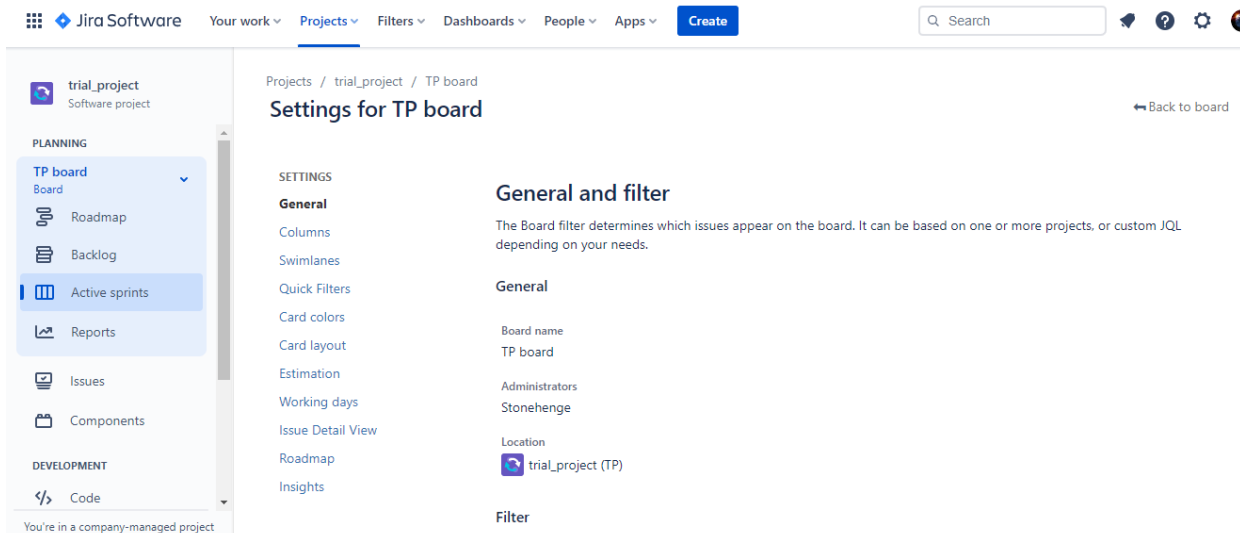 Jira Software Your work Projects Filters Dashboards People Apps Create Search
trial_project
Software project
PLANNING
TP board
Board
Roadmap
Backlog
Active sprints
Reports
Issues
Components
DEVELOPMENT
Code
You're in a company-managed project
Projects / trial_project / TP board
Settings for TP board
Back to board
SETTINGS
General
Columns
Swimlanes
Quick Filters
Card colors
Card layout
Estimation
Working days
Issue Detail View
Roadmap
Insights
General and filter
The Board filter determines which issues appear on the board. It can be based on one or more projects, or custom JQL
depending on your needs.
General
Board name
TP board
Administrators
Stonehenge
Location
trial_project (TP)
Filter